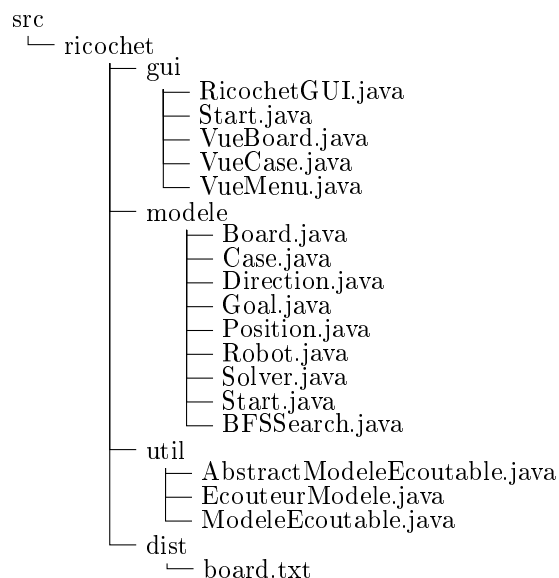 src
ricochet
gui
RicochetGUI.java
Start.java
VueBoard.java
VueCase.java
VueMenu.java
modele
Board.java
Case.java
Direction.java
Goal.java
Position.java
Robot.java
Solver.java
Start.java
BFSSearch.java
util
AbstractModeleEcoutable.java
EcouteurModele.java
ModeleEcoutable.java
dist
board.txt